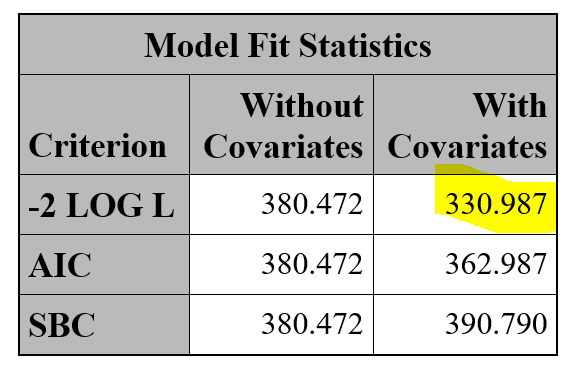 Model Fit Statistics
Criterion Without Covariates With Covariates
-2 LOG L 380.472 330.987
AIC 380.472 362.987
SBC 380.472 390.790